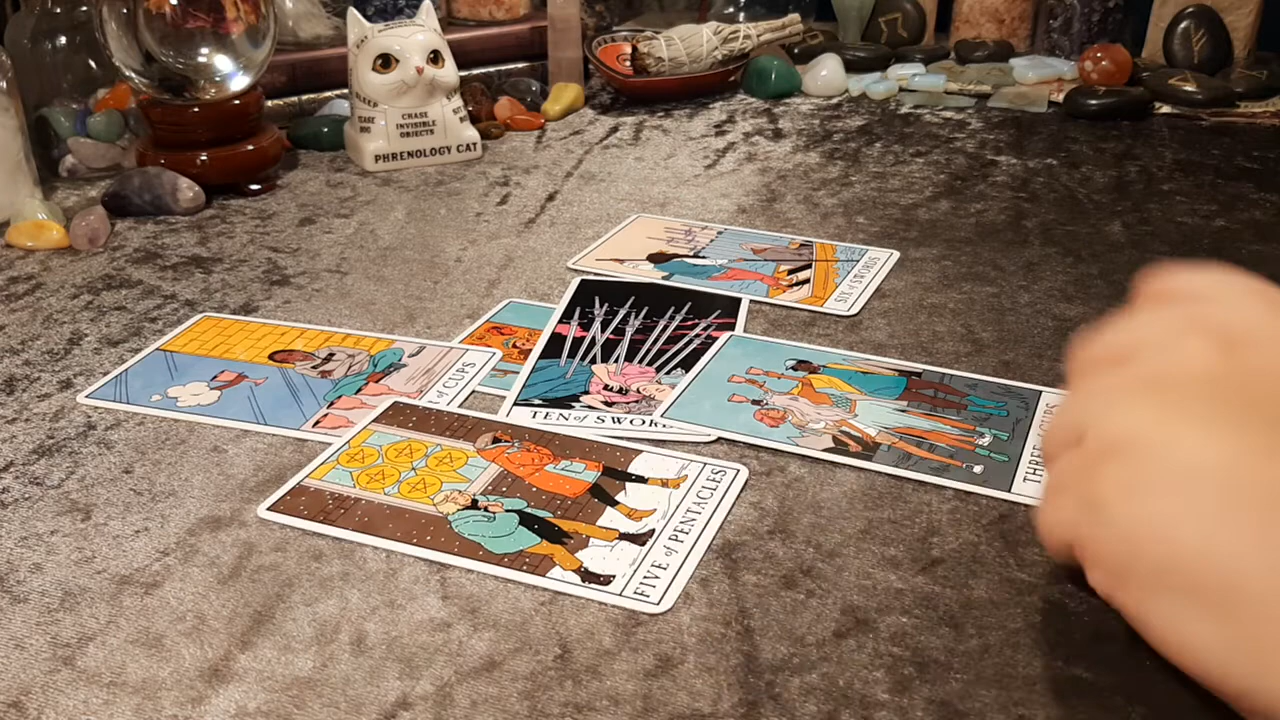 SLEEP
CHASE
INVISIBLE
OBJECTS
PHRENOLOGY CAT
SIX of SWORDS
of CUPS
TEN of SWORDS
THREE of CUPS
FIVE of PENTACLES